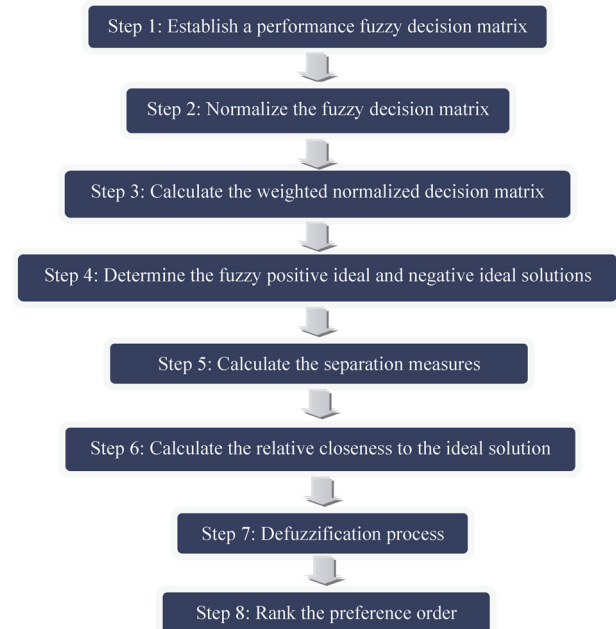 Step 1: Establish a performance fuzzy decision matrix
Step 2: Normalize the fuzzy decision matrix
Step 3: Calculate the weighted normalized decision matrix
Step 4: Determine the fuzzy positive ideal and negative ideal solutions
Step 5: Calculate the separation measures
Step 6: Calculate the relative closeness to the ideal solution
Step 7: Defuzzification process
Step 8: Rank the preference order